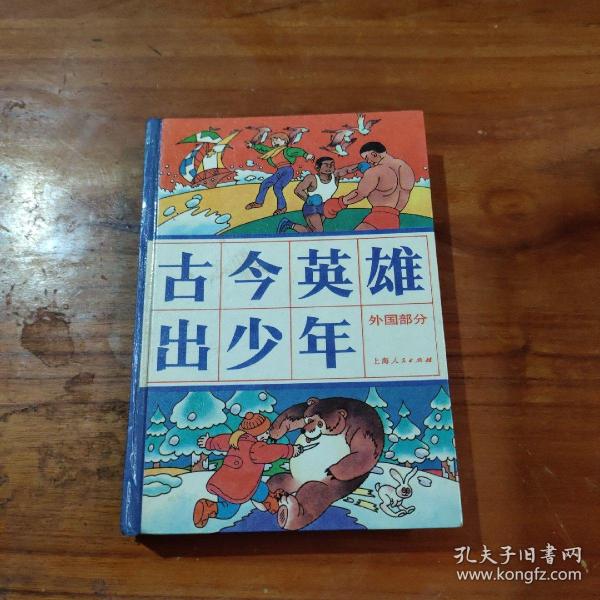 古今英雄
出少年
外国部分
上海人民出版社
孔夫子旧书网
www.kongfz.com